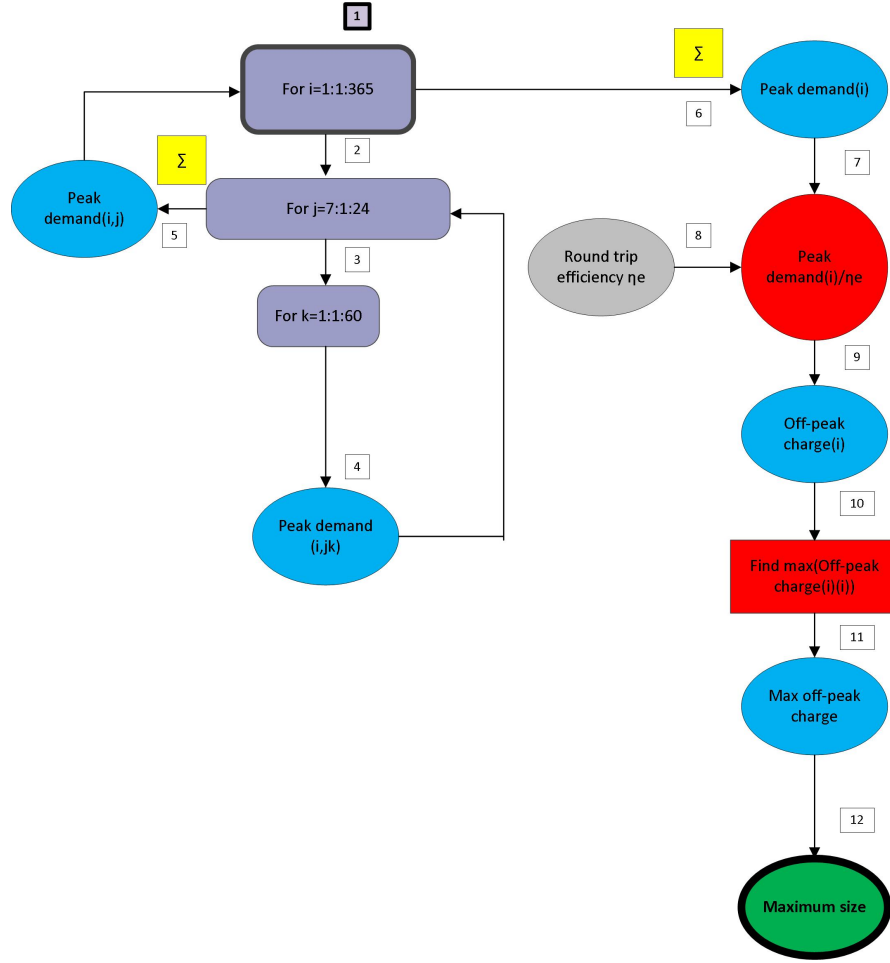 1
For i=1:1:365
Σ
6
Peak demand(i)
2
Σ
7
Peak
demand(i,j)
5
For j=7:1:24
3
8
Round trip
efficiency ηe
Peak
demand(i)/ηe
For k=1:1:60
9
Off-peak
charge(i)
4
10
Peak demand
(i,jk)
Find max(Off-peak
charge(i)(i))
11
Max off-peak
charge
12
Maximum size